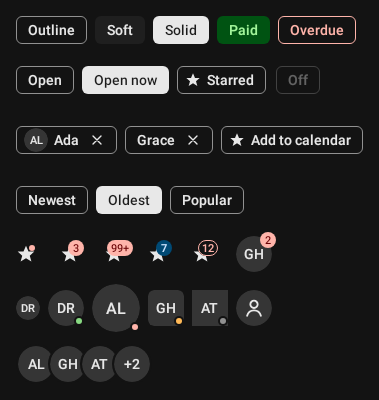 Outline Soft Solid Paid Overdue
Open Open now Starred Off
AL Ada Grace Add to calendar
Newest Oldest Popular
3 99+ 7 12 GH 2
DR DR AL GH AT
AL GH AT +2